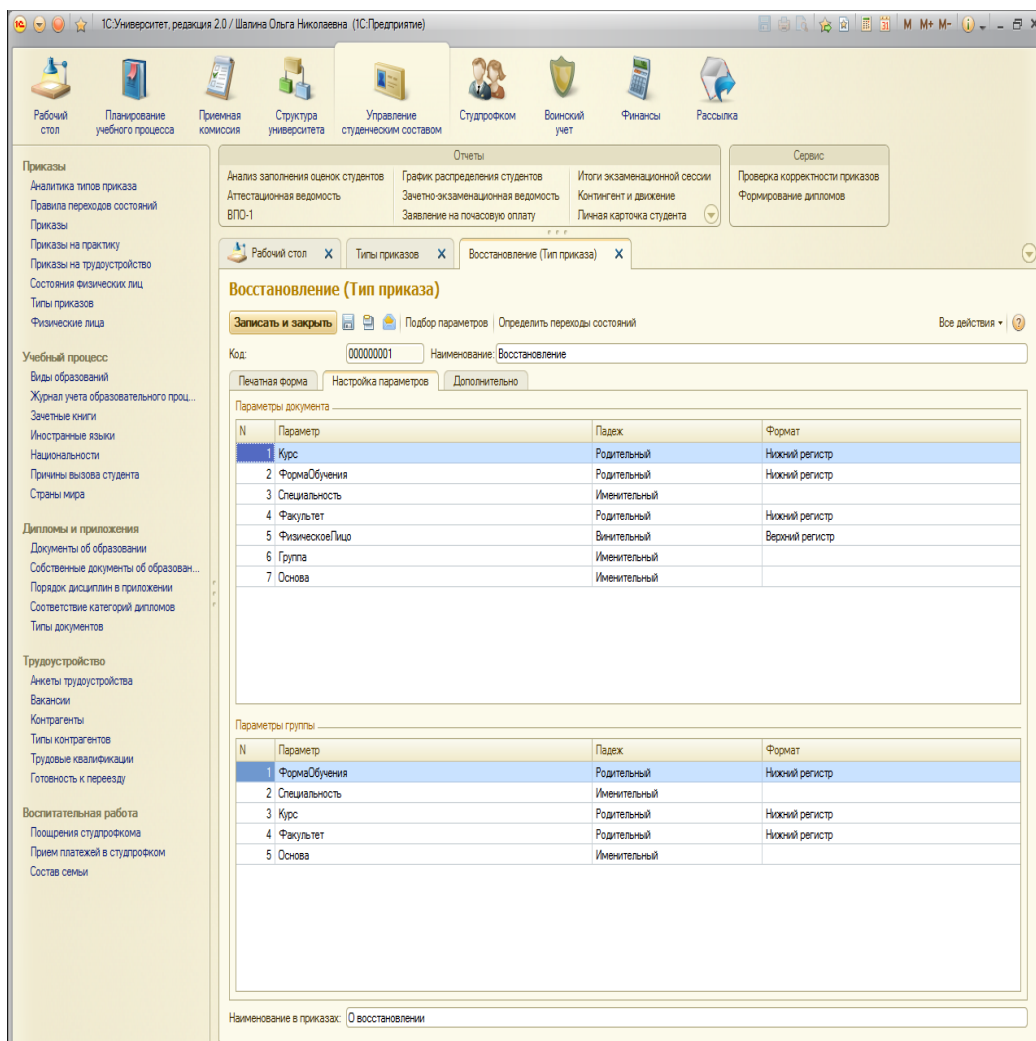 1С:Университет, редакция 2.0 / Шалина Ольга Николаевна (1С:Предприятие)
M M+ M-
Рабочий стол
Планирование учебного процесса
Приемная комиссия
Структура университета
Управление студенческим составом
Студпрофком
Воинский учет
Финансы
Рассылка
Приказы
Аналитика типов приказа
Правила переходов состояний
Приказы
Приказы на практику
Приказы на трудоустройство
Состояния физических лиц
Типы приказов
Физические лица
Учебный процесс
Виды образований
Журнал учета образовательного проц...
Зачетные книги
Иностранные языки
Национальности
Причины вызова студента
Страны мира
Дипломы и приложения
Документы об образовании
Собственные документы об образован...
Порядок дисциплин в приложении
Соответствие категорий дипломов
Типы документов
Трудоустройство
Анкеты трудоустройства
Вакансии
Контрагенты
Типы контрагентов
Трудовые квалификации
Готовность к переезду
Воспитательная работа
Поощрения студпрофкома
Прием платежей в студпрофком
Состав семьи
Отчеты
Анализ заполнения оценок студентов График распределения студентов Итоги экзаменационной сессии
Аттестационная ведомость Зачетно-экзаменационная ведомость Контингент и движение
ВПО-1 Заявление на почасовую оплату Личная карточка студента
Сервис
Проверка корректности приказов
Формирование дипломов
Рабочий стол X Типы приказов X Восстановление (Тип приказа) X
Восстановление (Тип приказа)
Записать и закрыть Подбор параметров Определить переходы состояний Все действия
Код: 000000001 Наименование: Восстановление
Печатная форма Настройка параметров Дополнительно
Параметры документа
N Параметр Падеж Формат
1 Курс Родительный Нижний регистр
2 ФормаОбучения Родительный Нижний регистр
3 Специальность Именительный
4 Факультет Родительный Нижний регистр
5 ФизическоеЛицо Винительный Верхний регистр
6 Группа Именительный
7 Основа Именительный
Параметры группы
N Параметр Падеж Формат
1 ФормаОбучения Родительный Нижний регистр
2 Специальность Именительный
3 Курс Родительный Нижний регистр
4 Факультет Родительный Нижний регистр
5 Основа Именительный
Наименование в приказах: О восстановлении